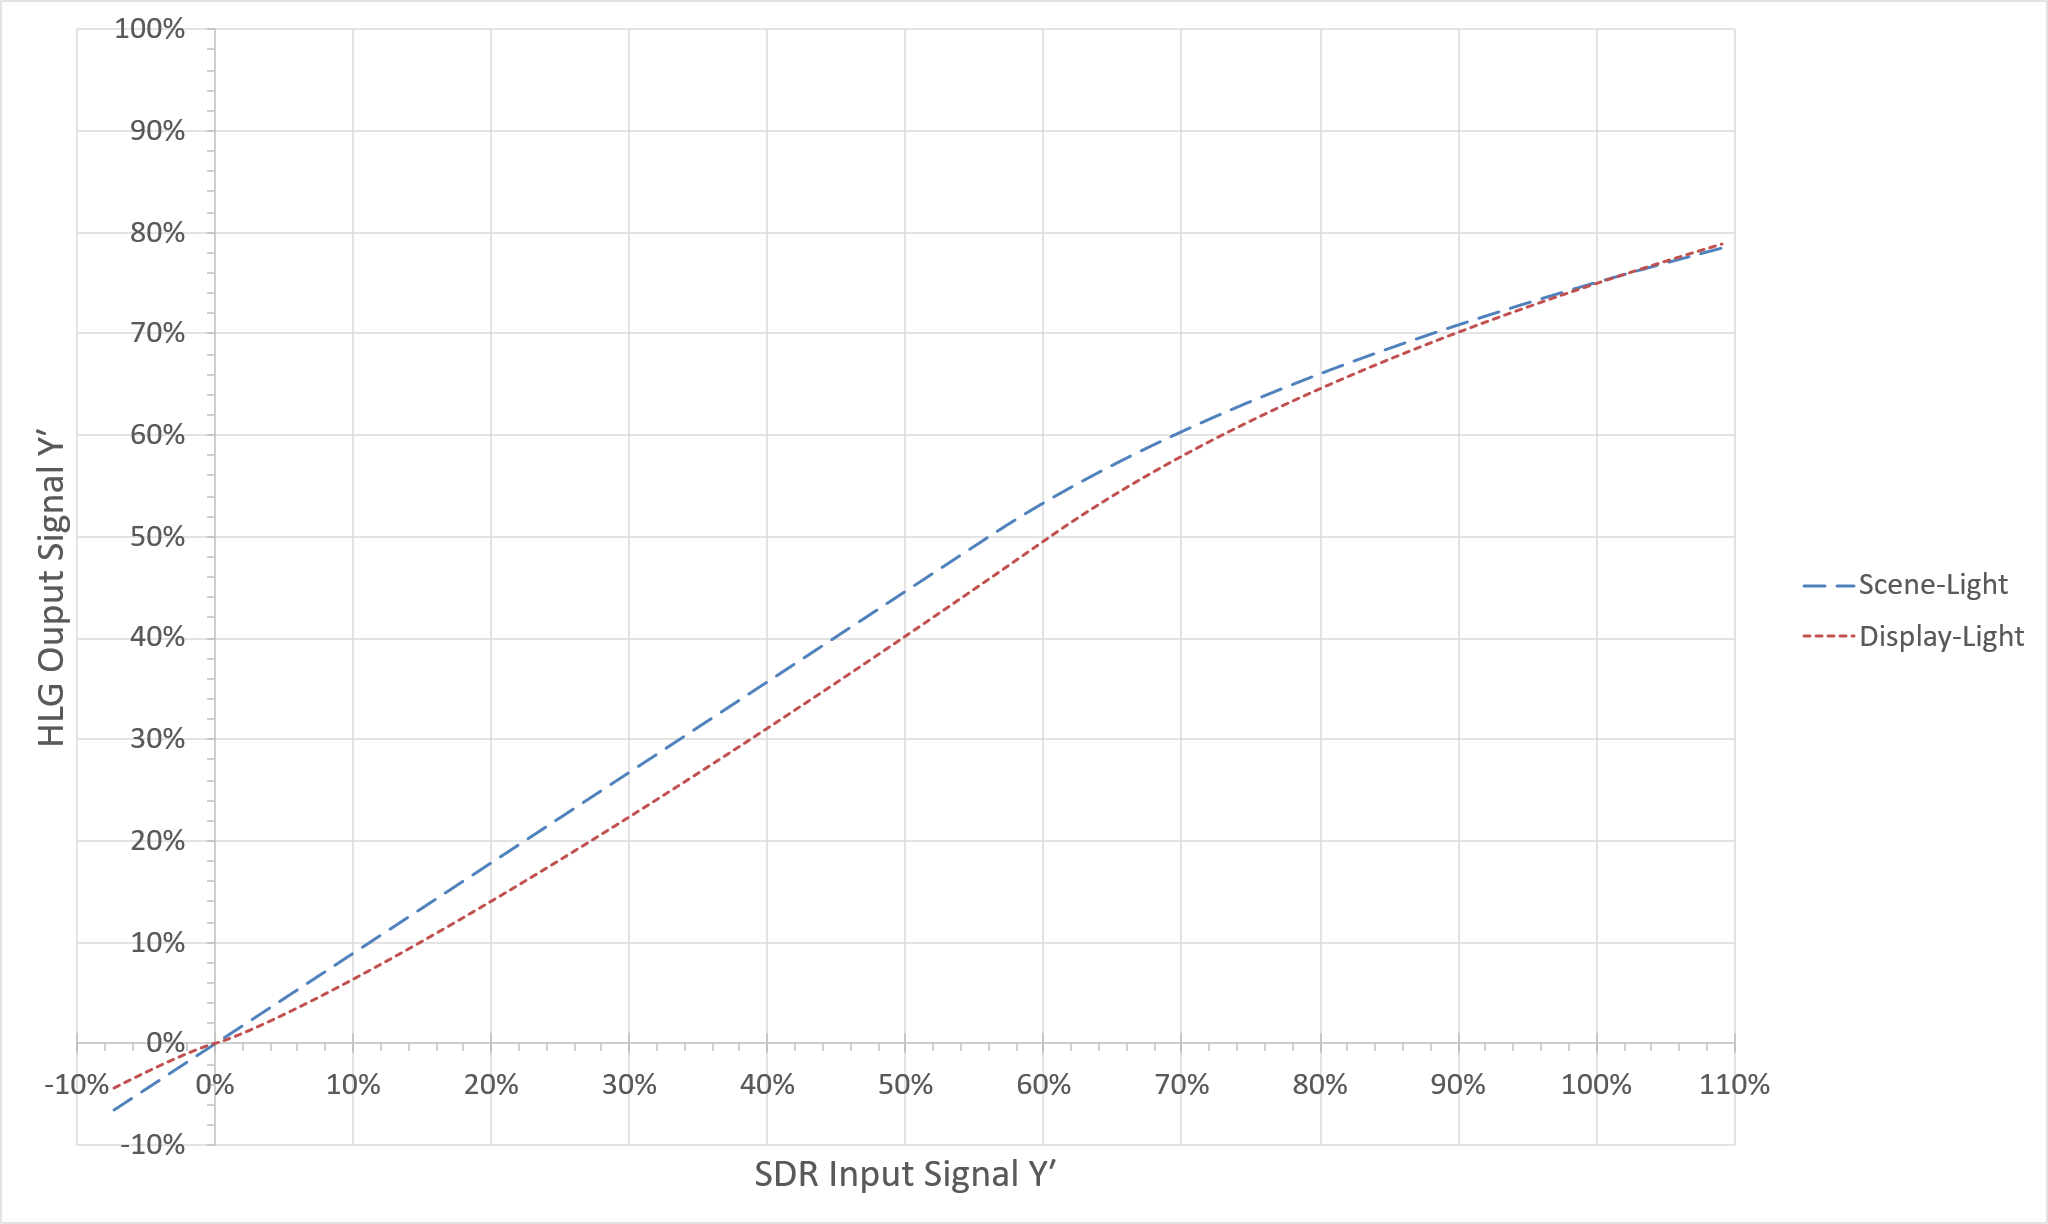 100%
90%
80%
70%
60%
50%
40%
30%
20%
10%
0%
-10%
HLG Ouput Signal Y′
-10% 0% 10% 20% 30% 40% 50% 60% 70% 80% 90% 100% 110%
SDR Input Signal Y′
Scene-Light
Display-Light